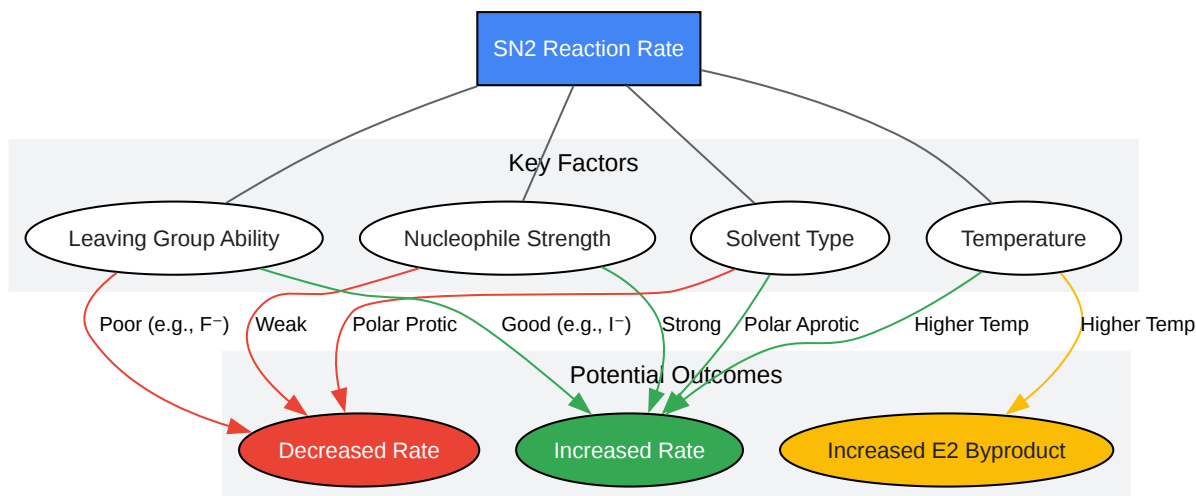 SN2 Reaction Rate
Key Factors
Leaving Group Ability
Nucleophile Strength
Solvent Type
Temperature
Poor (e.g., F⁻)
Weak
Polar Protic
Good (e.g., I⁻)
Strong
Polar Aprotic
Higher Temp
Higher Temp
Potential Outcomes
Decreased Rate
Increased Rate
Increased E2 Byproduct